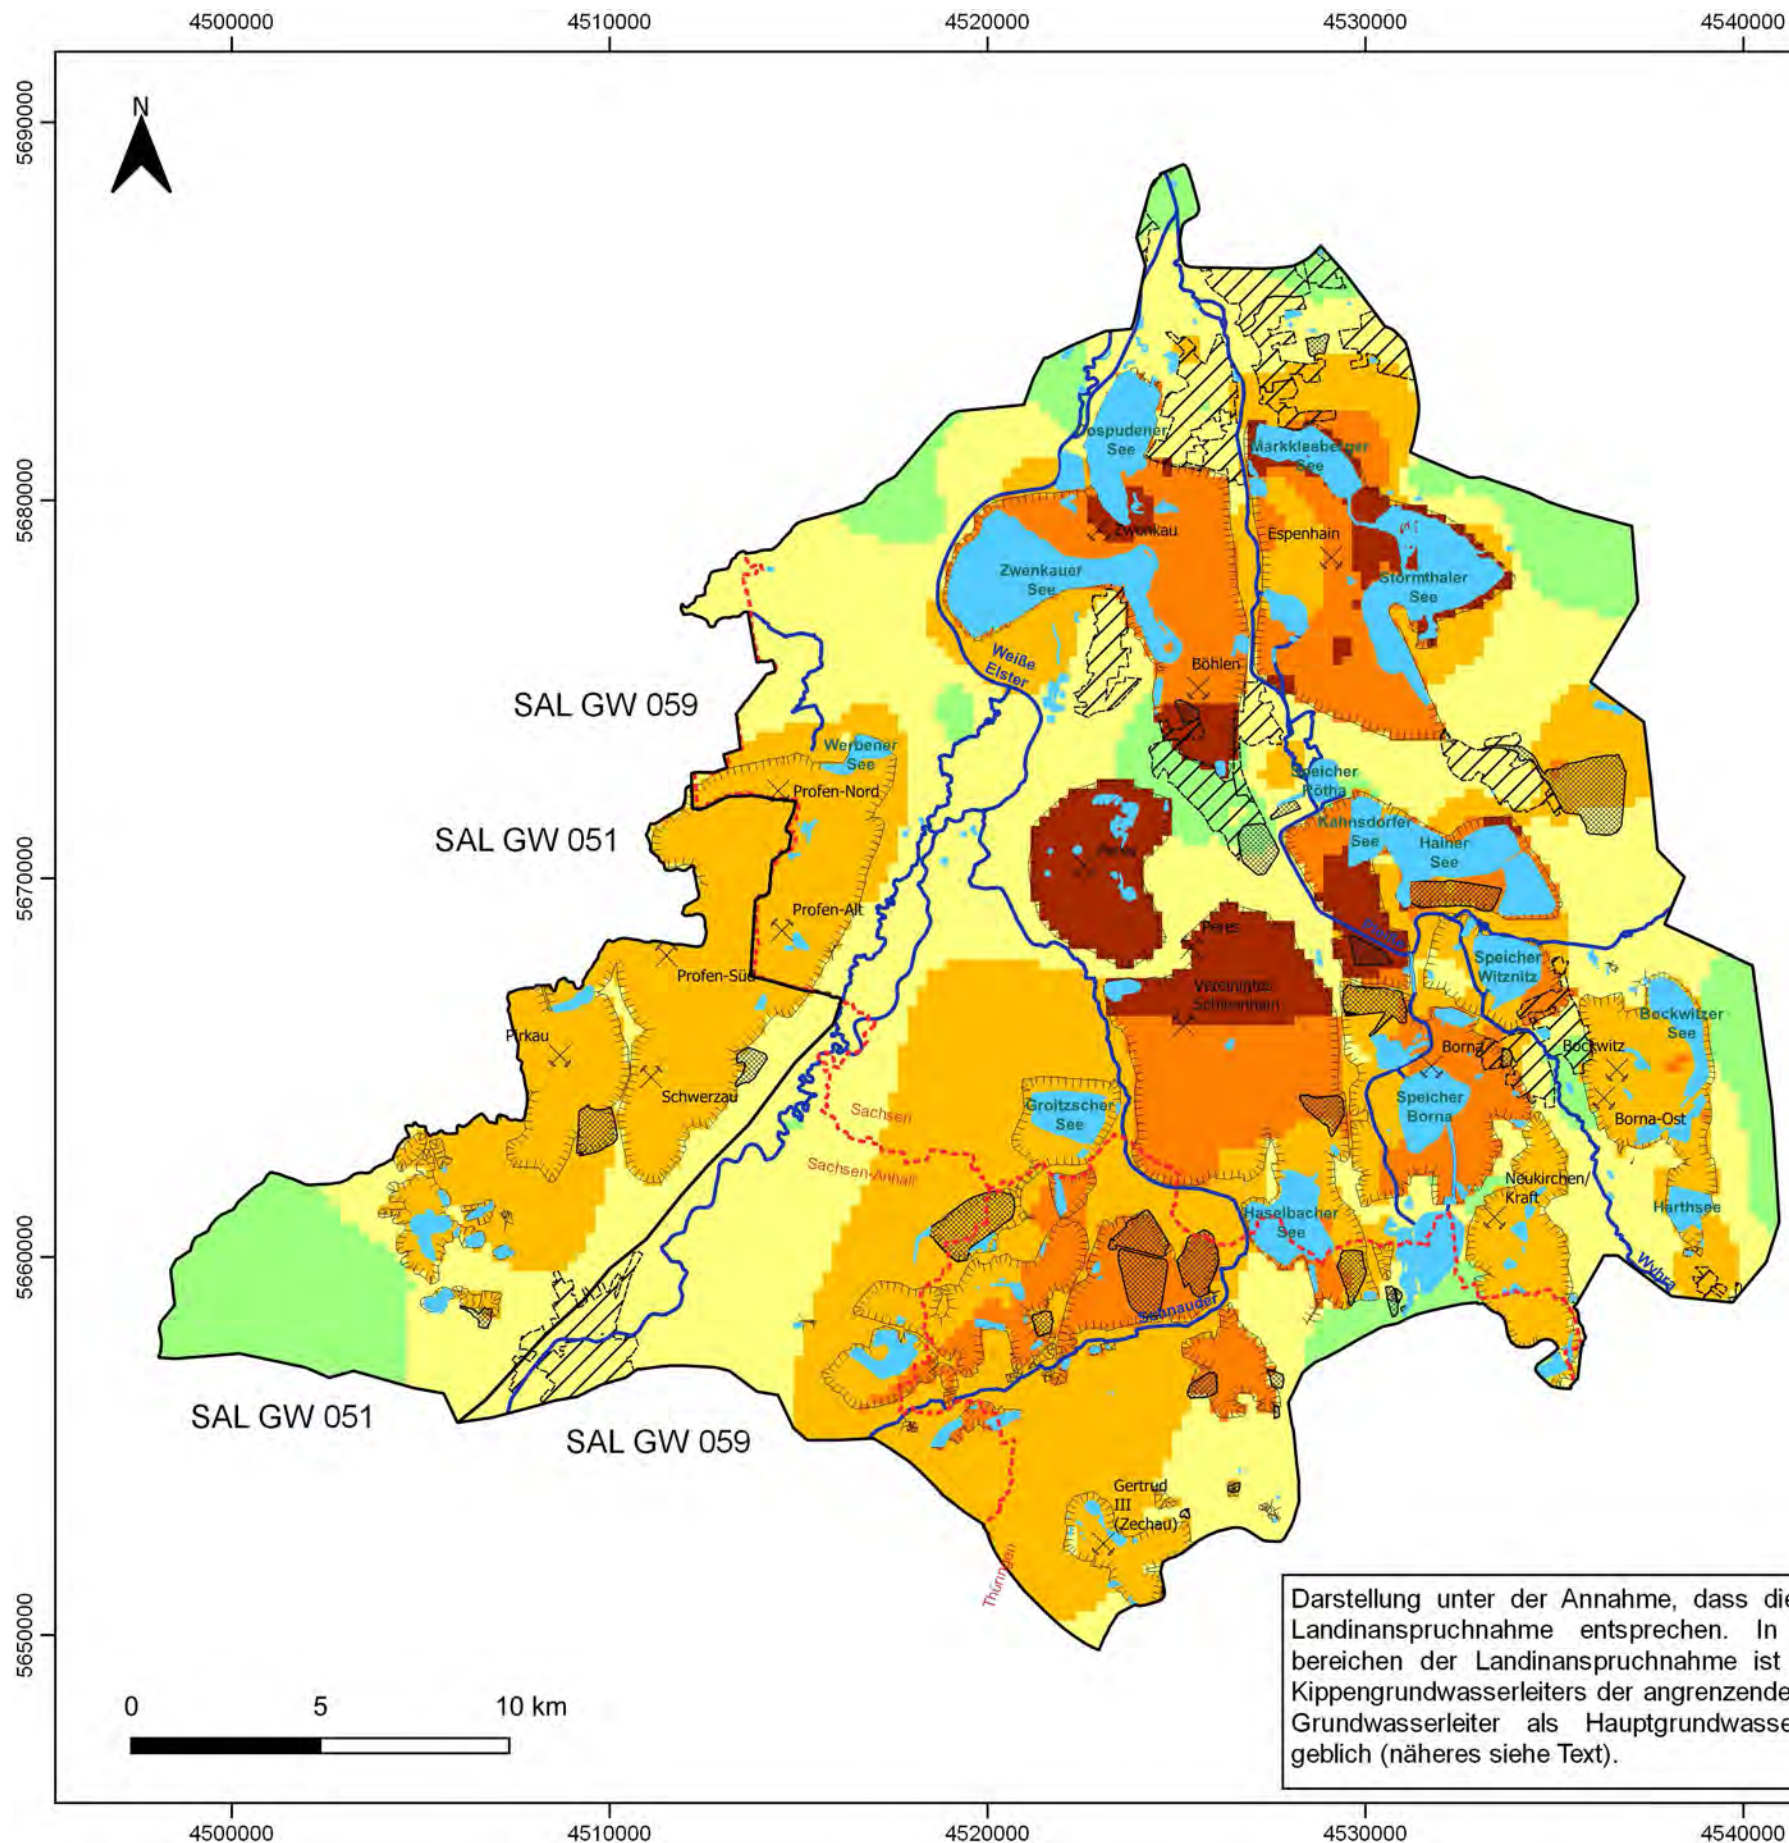 4500000 4510000 4520000 4530000 4540000
5690000
5680000
5670000
5660000
5650000
N
Cospudener
See
Markkleeberger
See
Zwenkau
Espenhain
Zwenkauer
See
Störmthaler
See
Weiße
Elster
Böhlen
SAL GW 059
Werbener
See
Profen-Nord
Speicher
Rötha
SAL GW 051
Kahnsdorfer
See
Hainer
See
Profen-Alt
Peres
Pleiße
Profen-Süd
Speicher
Witznitz
Vereinigtes
Schleenhain
Bockwitzer
See
Pirkau
Borna
Bockwitz
Schwerzau
Groitzscher
See
Speicher
Borna
Borna-Ost
Sachsen
Sachsen-Anhalt
Neukirchen/
Kraft
Harthsee
Haselbacher
See
Wyhra
Schnauder
SAL GW 051
SAL GW 059
Gertrud
III
(Zechau)
Thüringen
Darstellung unter der Annahme, dass die
Landinanspruchnahme entsprechen. In
bereichen der Landinanspruchnahme ist
Kippengrundwasserleiters der angrenzende
Grundwasserleiter als Hauptgrundwasse
geblich (näheres siehe Text).
0 5 10 km
4500000 4510000 4520000 4530000 4540000